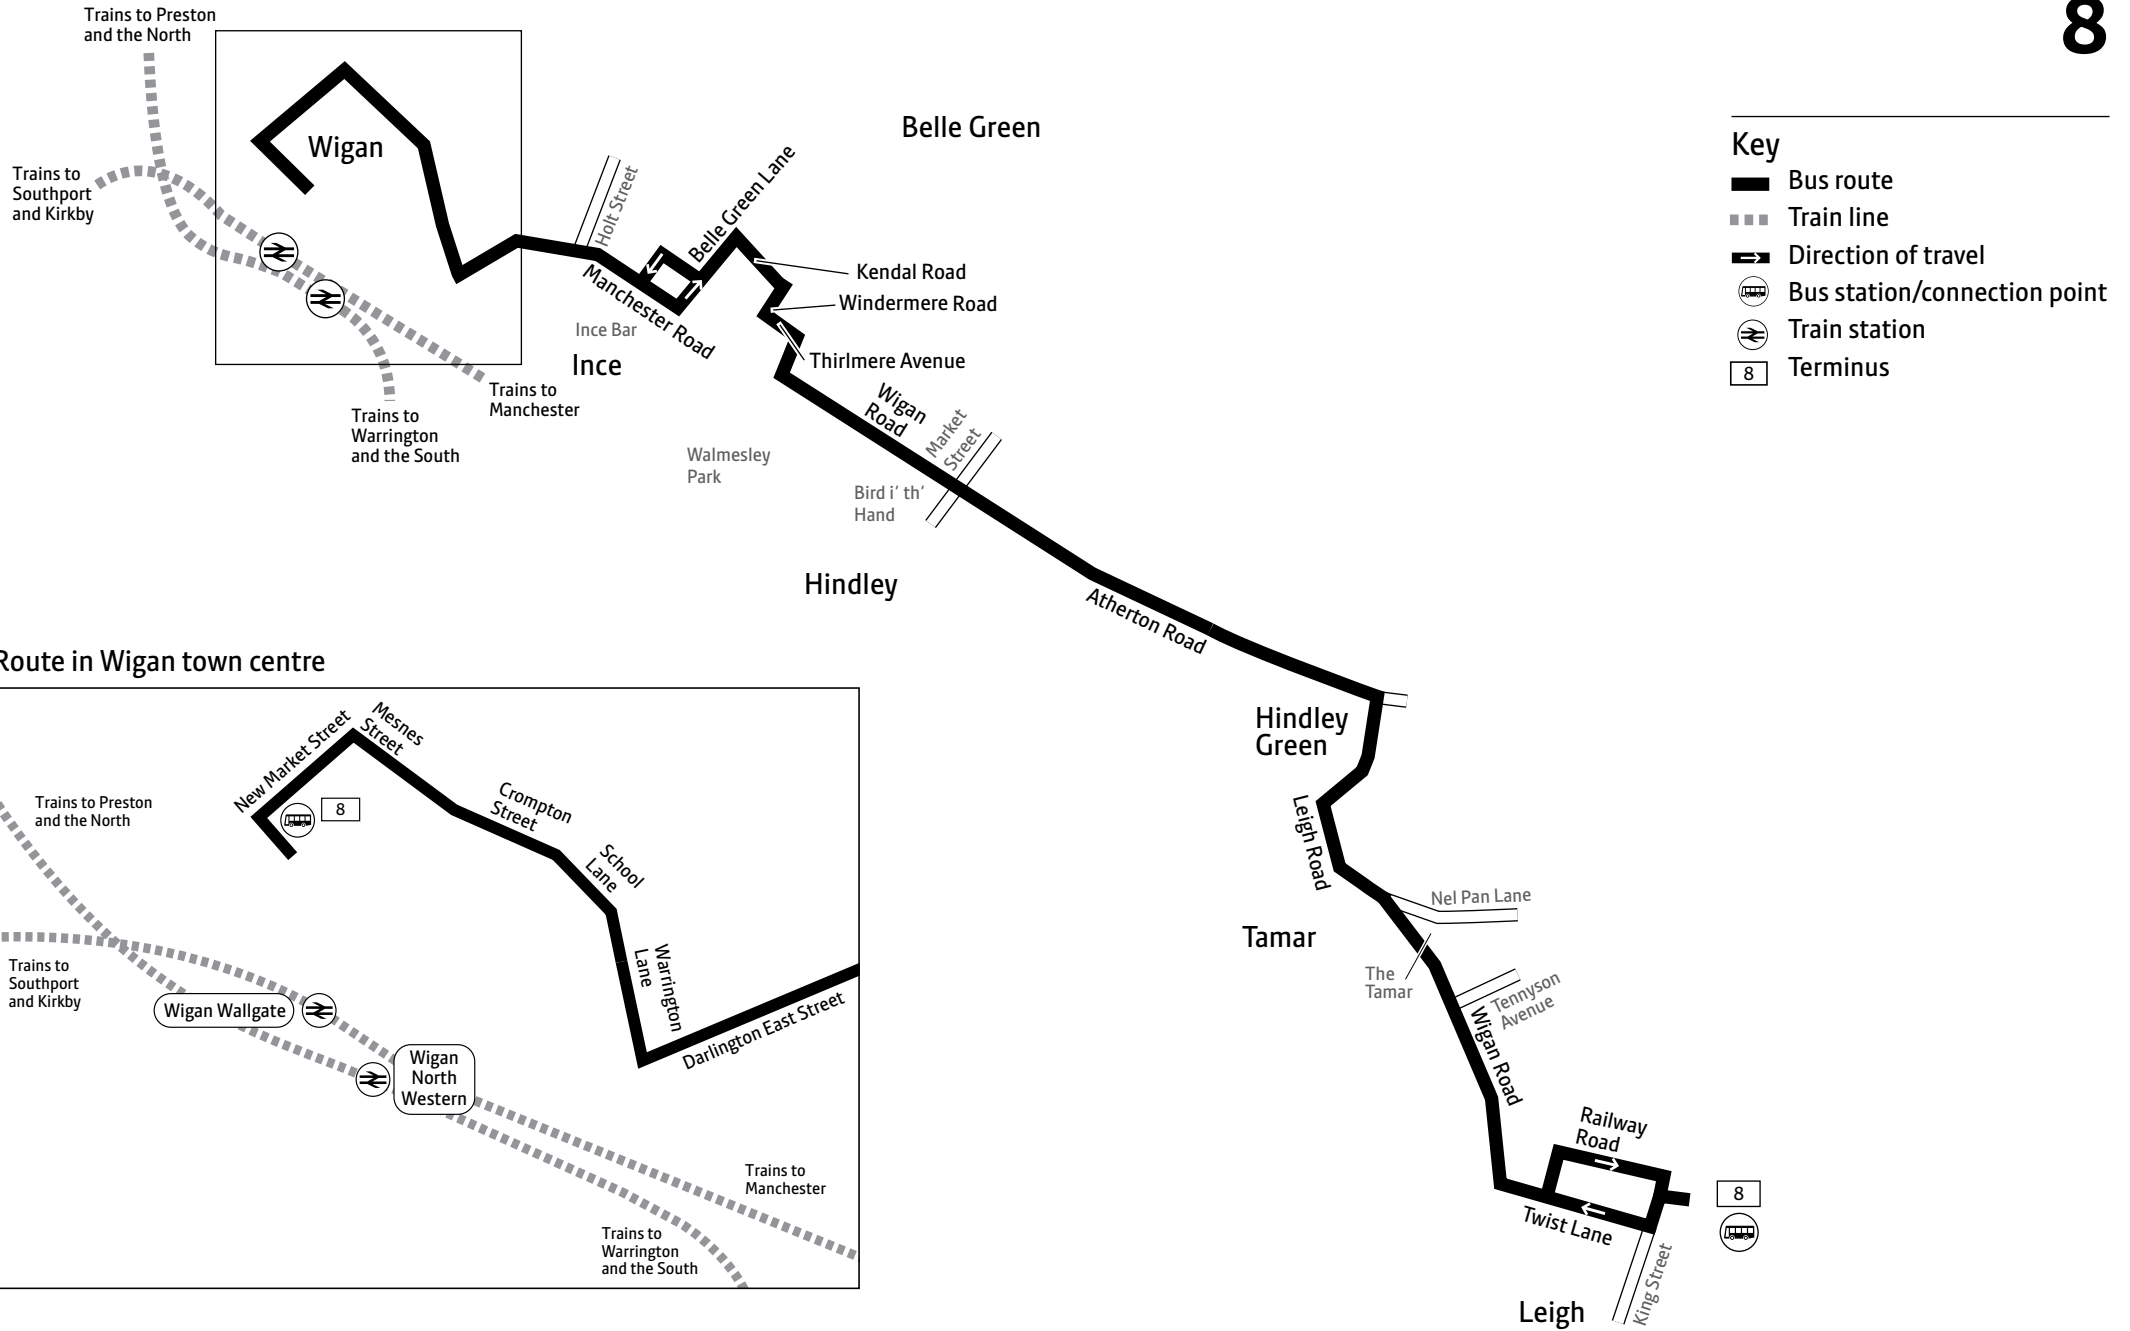 8
Trains to Preston
and the North
Trains to
Southport
and Kirkby
Wigan
Trains to
Manchester
Trains to
Warrington
and the South
Belle Green
Holt Street
Belle Green Lane
Manchester Road
Kendal Road
Windermere Road
Thirlmere Avenue
Ince Bar
Ince
Wigan
Road
Market
Street
Walmesley
Park
Bird i' th'
Hand
Hindley
Atherton Road
Hindley
Green
Leigh Road
Nel Pan Lane
Tamar
The
Tamar
Tennyson
Avenue
Wigan Road
Railway
Road
Twist Lane
8
King Street
Leigh
Key
Bus route
Train line
Direction of travel
Bus station/connection point
Train station
8
Terminus
Route in Wigan town centre
New Market Street
Mesnes
Street
8
Crompton
Street
School
Lane
Warrington
Lane
Darlington East Street
Trains to Preston
and the North
Trains to
Southport
and Kirkby
Wigan Wallgate
Wigan
North
Western
Trains to
Manchester
Trains to
Warrington
and the South